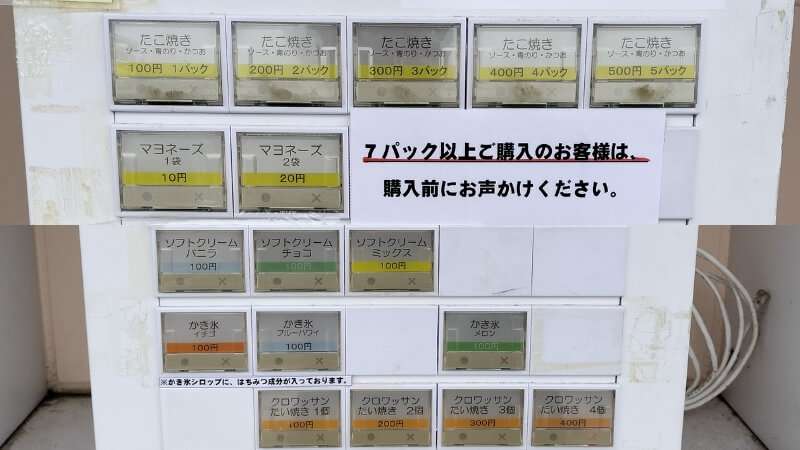 たこ焼き
ソース・青のり・かつお
100円 1パック
たこ焼き
ソース・青のり・かつお
200円 2パック
たこ焼き
ソース・青のり・かつお
300円 3パック
たこ焼き
ソース・青のり・かつお
400円 4パック
たこ焼き
ソース・青のり・かつお
500円 5パック
マヨネーズ
1袋
10円
マヨネーズ
2袋
20円
7パック以上ご購入のお客様は、
購入前にお声かけください。
ソフトクリーム
バニラ
100円
ソフトクリーム
チョコ
100円
ソフトクリーム
ミックス
100円
かき氷
イチゴ
100円
かき氷
ブルーハワイ
100円
かき氷
メロン
100円
※かき氷シロップに、はちみつ成分が入っております。
クロワッサン
たい焼き 1個
100円
クロワッサン
たい焼き 2個
200円
クロワッサン
たい焼き 3個
300円
クロワッサン
たい焼き 4個
400円